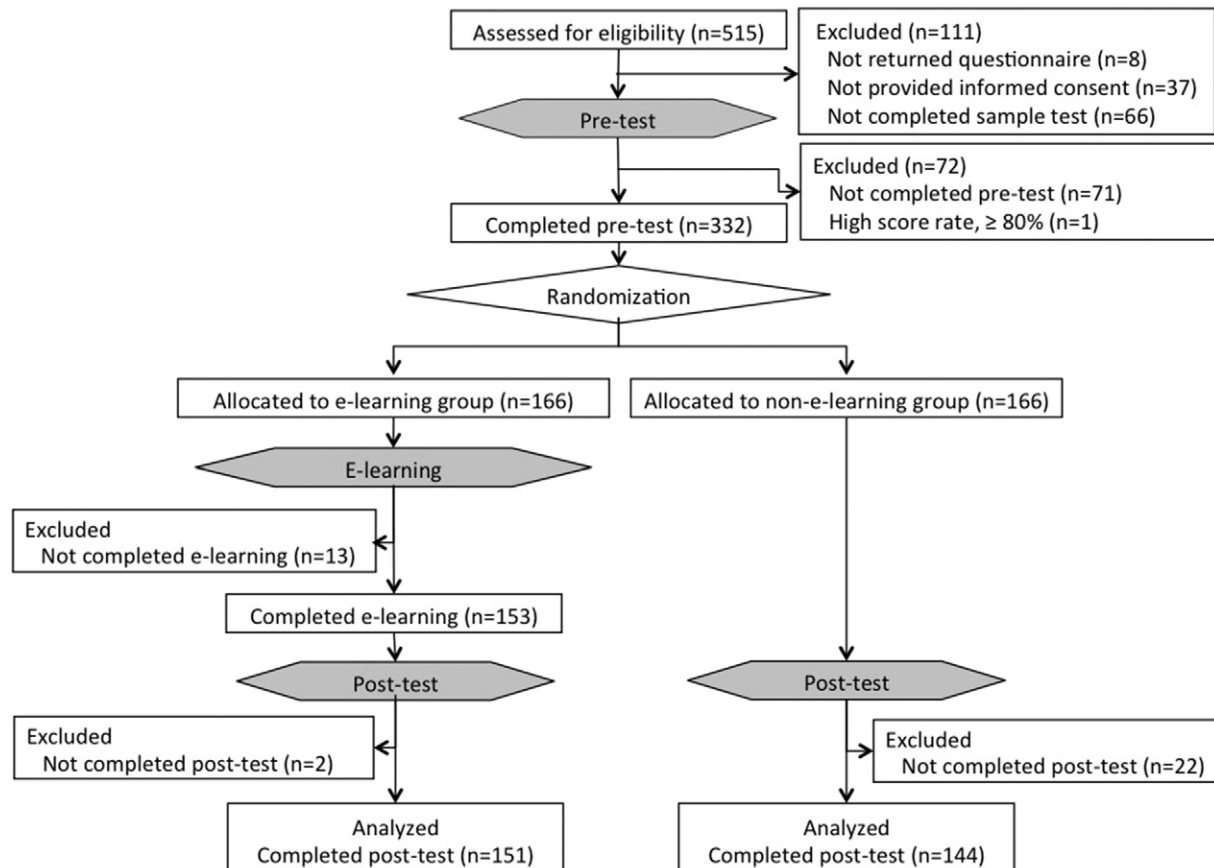 Assessed for eligibility (n=515)
Excluded (n=111)
Not returned questionnaire (n=8)
Not provided informed consent (n=37)
Not completed sample test (n=66)
Pre-test
Excluded (n=72)
Not completed pre-test (n=71)
High score rate, ≥ 80% (n=1)
Completed pre-test (n=332)
Randomization
Allocated to e-learning group (n=166)
Allocated to non-e-learning group (n=166)
E-learning
Excluded
Not completed e-learning (n=13)
Completed e-learning (n=153)
Post-test
Post-test
Excluded
Not completed post-test (n=2)
Excluded
Not completed post-test (n=22)
Analyzed
Completed post-test (n=151)
Analyzed
Completed post-test (n=144)